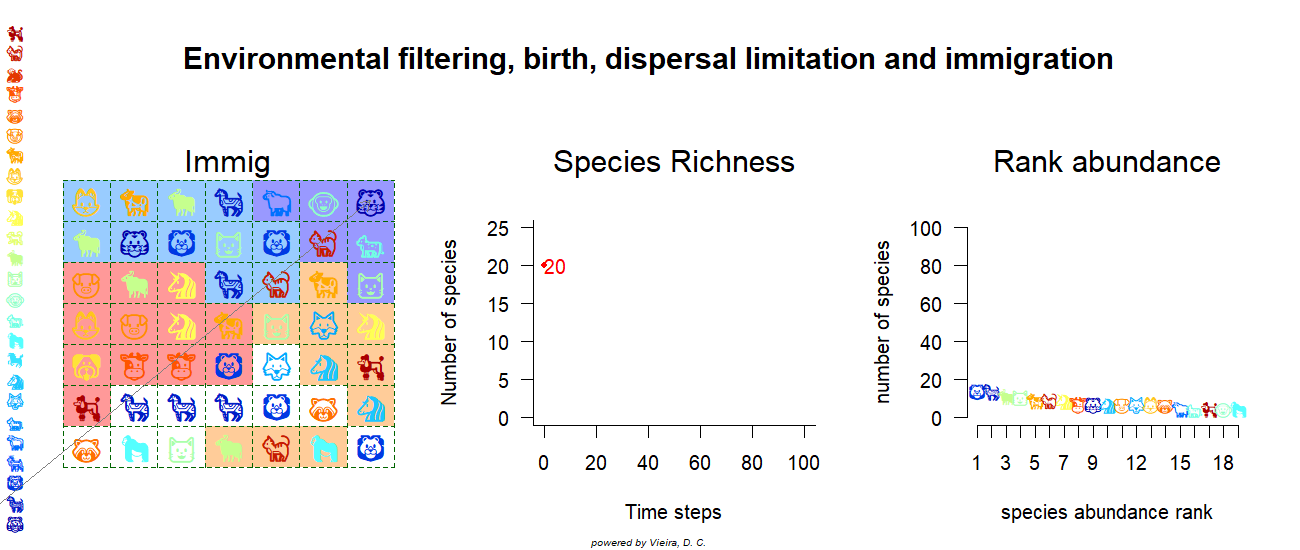 Environmental filtering, birth, dispersal limitation and immigration
Immig
Species Richness
Number of species
25
20
15
10
5
0
20
0 20 40 60 80 100
Time steps
Rank abundance
number of species
100
80
60
40
20
0
1 3 5 7 9 12 15 18
species abundance rank
powered by Vieira, D. C.